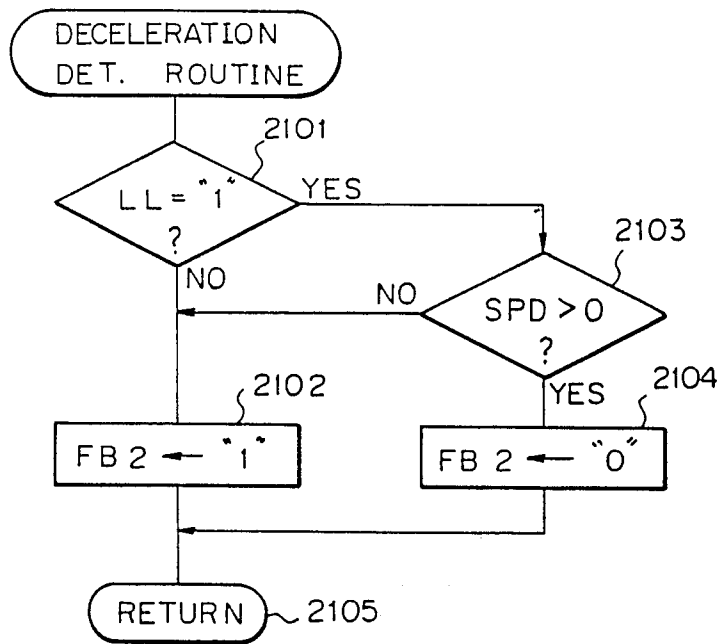 DECELERATION
DET. ROUTINE
2101
LL = "1"
?
YES
NO
2103
SPD > 0
?
NO
YES
2102
FB 2 ← "1"
2104
FB 2 ← "0"
RETURN
2105